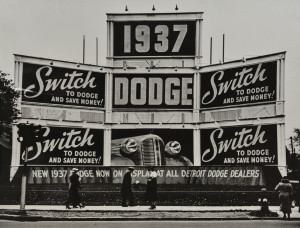 1937
Switch
TO DODGE
AND SAVE MONEY!
DODGE
Switch
TO DODGE
AND SAVE MONEY!
Switch
TO DODGE
AND SAVE MONEY!
Switch
TO DODGE
AND SAVE MONEY!
NEW 1937 DODGE NOW ON DISPLAY AT ALL DETROIT DODGE DEALERS